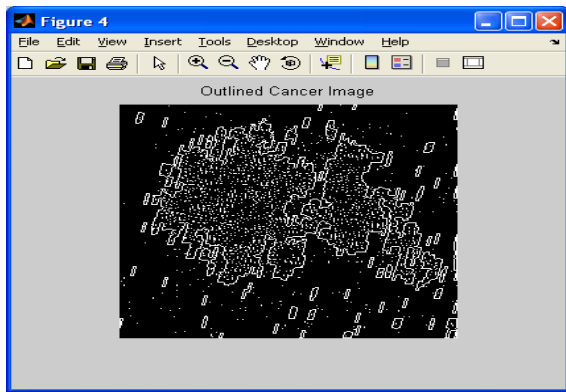 Figure 4
File Edit View Insert Tools Desktop Window Help
Outlined Cancer Image